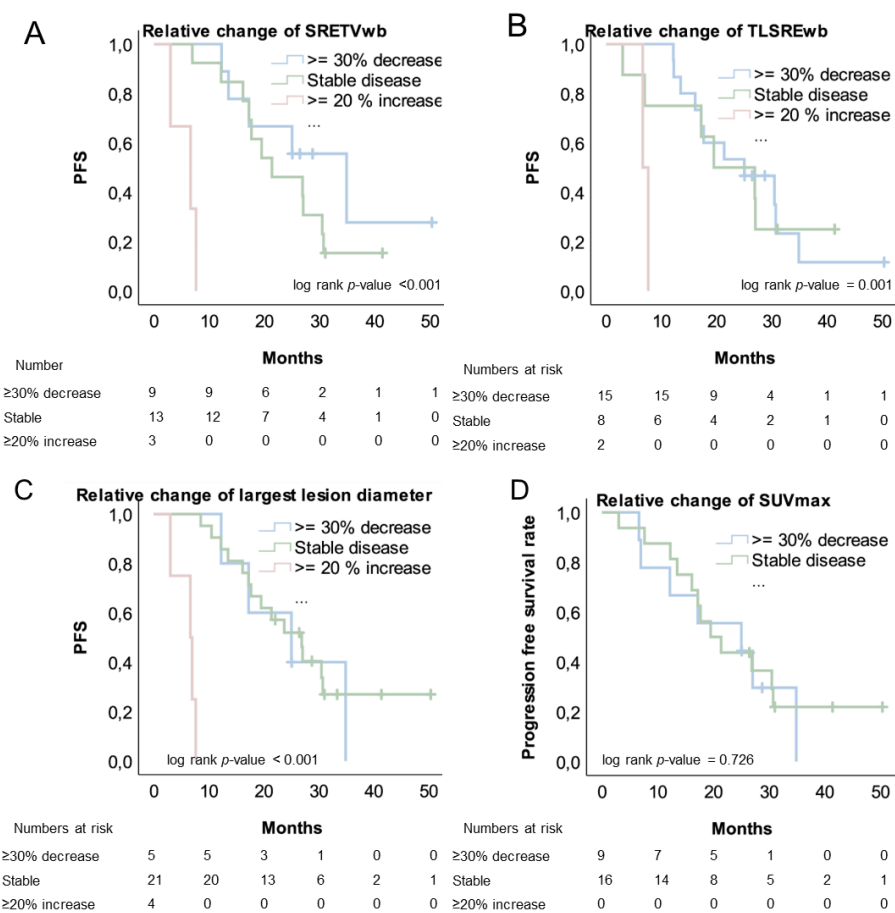 A
Relative change of SRETVwb
1,0
0,8
0,6
0,4
0,2
0,0
PFS
>= 30% decrease
Stable disease
>= 20 % increase
...
log rank p-value <0.001
0 10 20 30 40 50
Months
Number
≥30% decrease 9 9 6 2 1 1
Stable 13 12 7 4 1 0
≥20% increase 3 0 0 0 0 0
B
Relative change of TLSREwb
1,0
0,8
0,6
0,4
0,2
0,0
PFS
>= 30% decrease
Stable disease
>= 20 % increase
...
log rank p-value = 0.001
0 10 20 30 40 50
Months
Numbers at risk
≥30% decrease 15 15 9 4 1 1
Stable 8 6 4 2 1 0
≥20% increase 2 0 0 0 0 0
C
Relative change of largest lesion diameter
1,0
0,8
0,6
0,4
0,2
0,0
PFS
>= 30% decrease
Stable disease
>= 20 % increase
...
log rank p-value < 0.001
0 10 20 30 40 50
Months
Numbers at risk
≥30% decrease 5 5 3 1 0 0
Stable 21 20 13 6 2 1
≥20% increase 4 0 0 0 0 0
D
Relative change of SUVmax
1,0
0,8
0,6
0,4
0,2
0,0
Progression free survival rate
>= 30% decrease
Stable disease
...
log rank p-value = 0.726
0 10 20 30 40 50
Months
Numbers at risk
≥30% decrease 9 7 5 1 0 0
Stable 16 14 8 5 2 1
≥20% increase 0 0 0 0 0 0